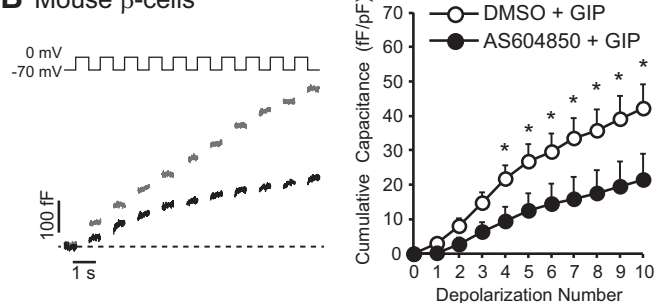 B Mouse β-cells
0 mV
-70 mV
100 fF
1 s
Cumulative Capacitance (fF/pF)
70
60
50
40
30
20
10
0
DMSO + GIP
AS604850 + GIP
* * * * * * *
0 1 2 3 4 5 6 7 8 9 10
Depolarization Number